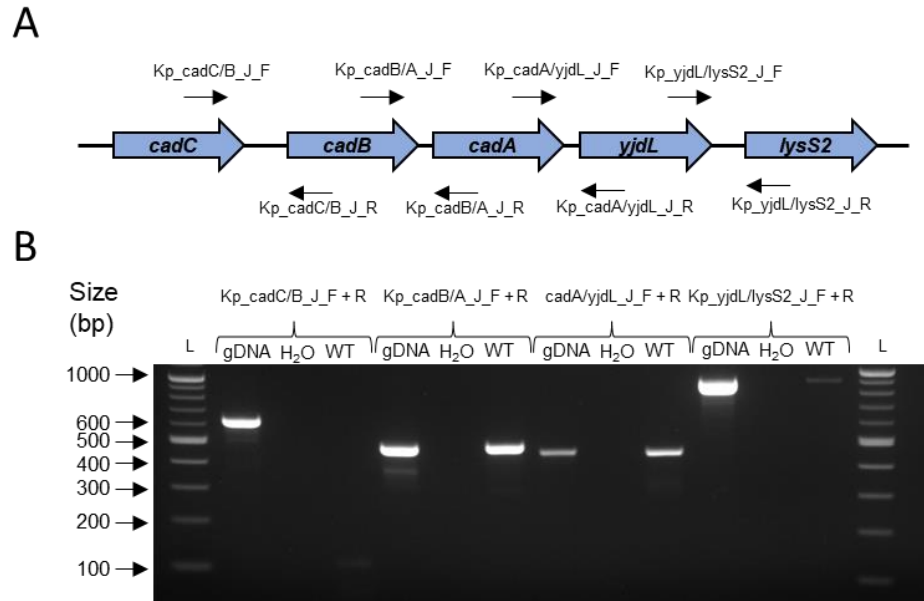 A
Kp_cadC/B_J_F Kp_cadB/A_J_F Kp_cadA/yjdL_J_F Kp_yjdL/lysS2_J_F
cadC cadB cadA yjdL lysS2
Kp_cadC/B_J_R Kp_cadB/A_J_R Kp_cadA/yjdL_J_R Kp_yjdL/lysS2_J_R
B
Size
(bp)
Kp_cadC/B_J_F + R Kp_cadB/A_J_F + R cadA/yjdL_J_F + R Kp_yjdL/lysS2_J_F + R
L gDNA H₂O WT gDNA H₂O WT gDNA H₂O WT gDNA H₂O WT L
1000
600
500
400
300
200
100